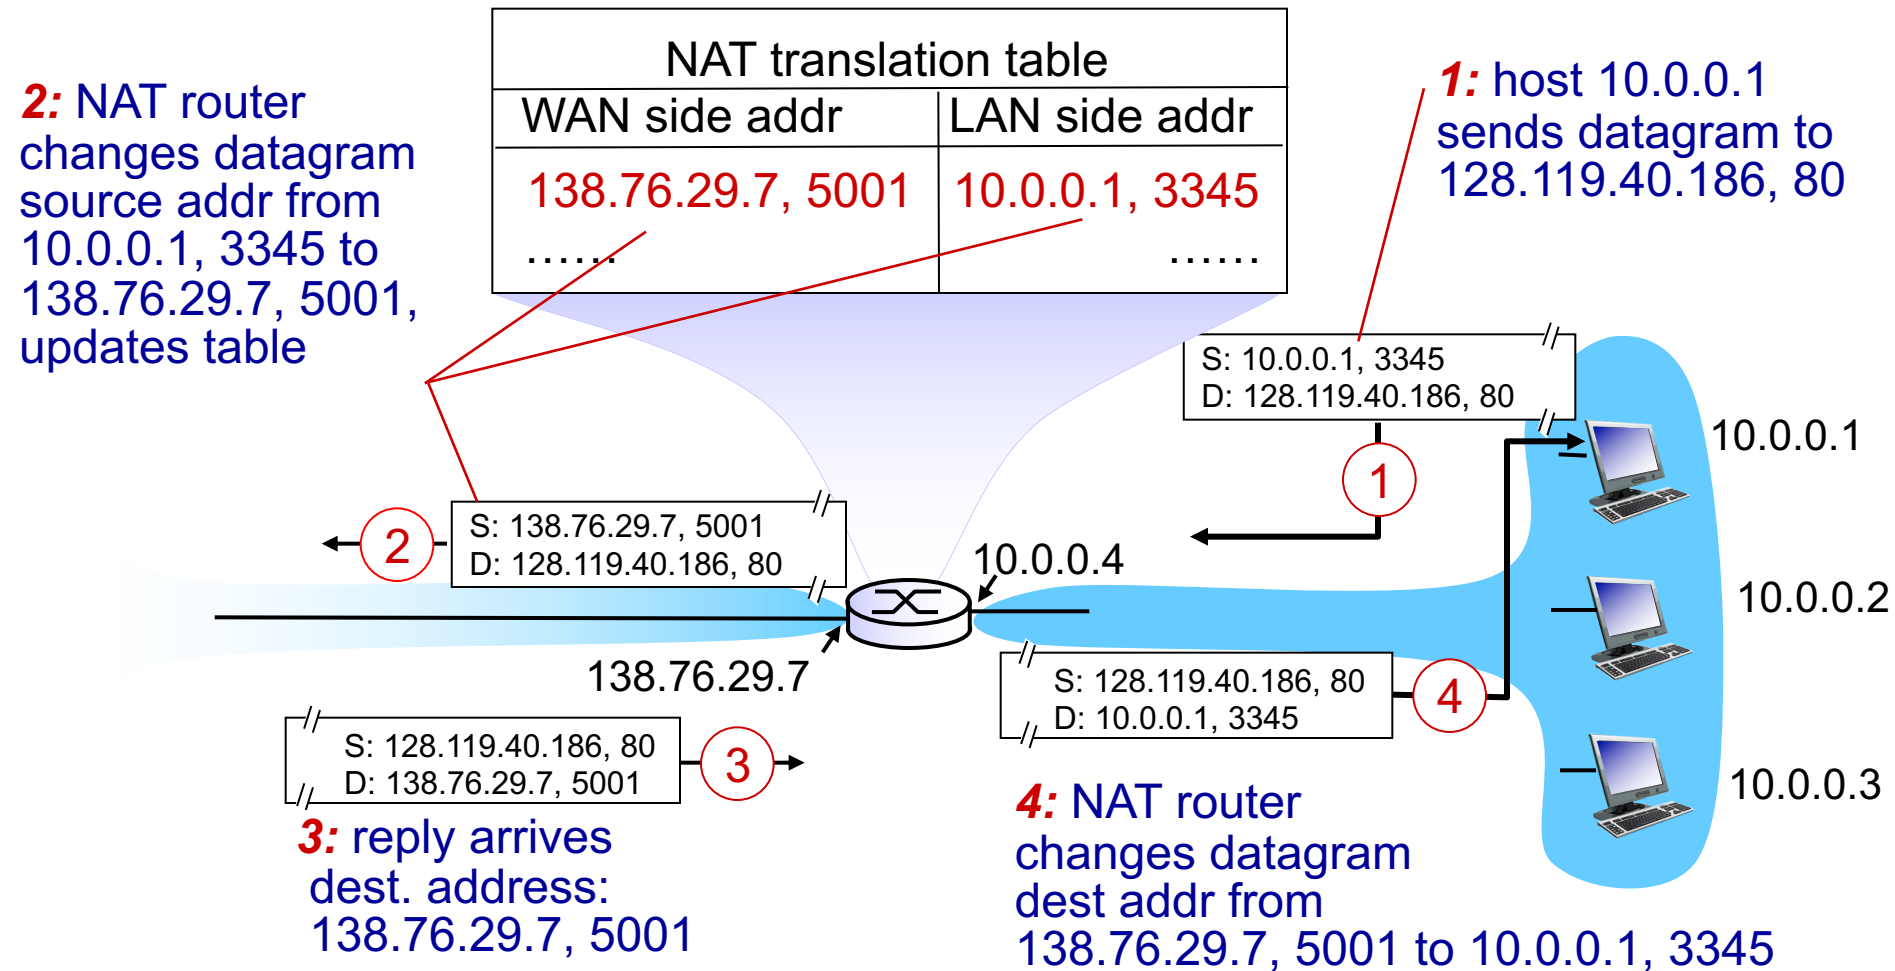 NAT translation table
WAN side addr
LAN side addr
138.76.29.7, 5001
10.0.0.1, 3345
......
......
2: NAT router
changes datagram
source addr from
10.0.0.1, 3345 to
138.76.29.7, 5001,
updates table
1: host 10.0.0.1
sends datagram to
128.119.40.186, 80
S: 10.0.0.1, 3345
D: 128.119.40.186, 80
1
10.0.0.1
S: 138.76.29.7, 5001
D: 128.119.40.186, 80
2
10.0.0.4
10.0.0.2
138.76.29.7
S: 128.119.40.186, 80
D: 10.0.0.1, 3345
4
S: 128.119.40.186, 80
D: 138.76.29.7, 5001
3
10.0.0.3
3: reply arrives
dest. address:
138.76.29.7, 5001
4: NAT router
changes datagram
dest addr from
138.76.29.7, 5001 to 10.0.0.1, 3345